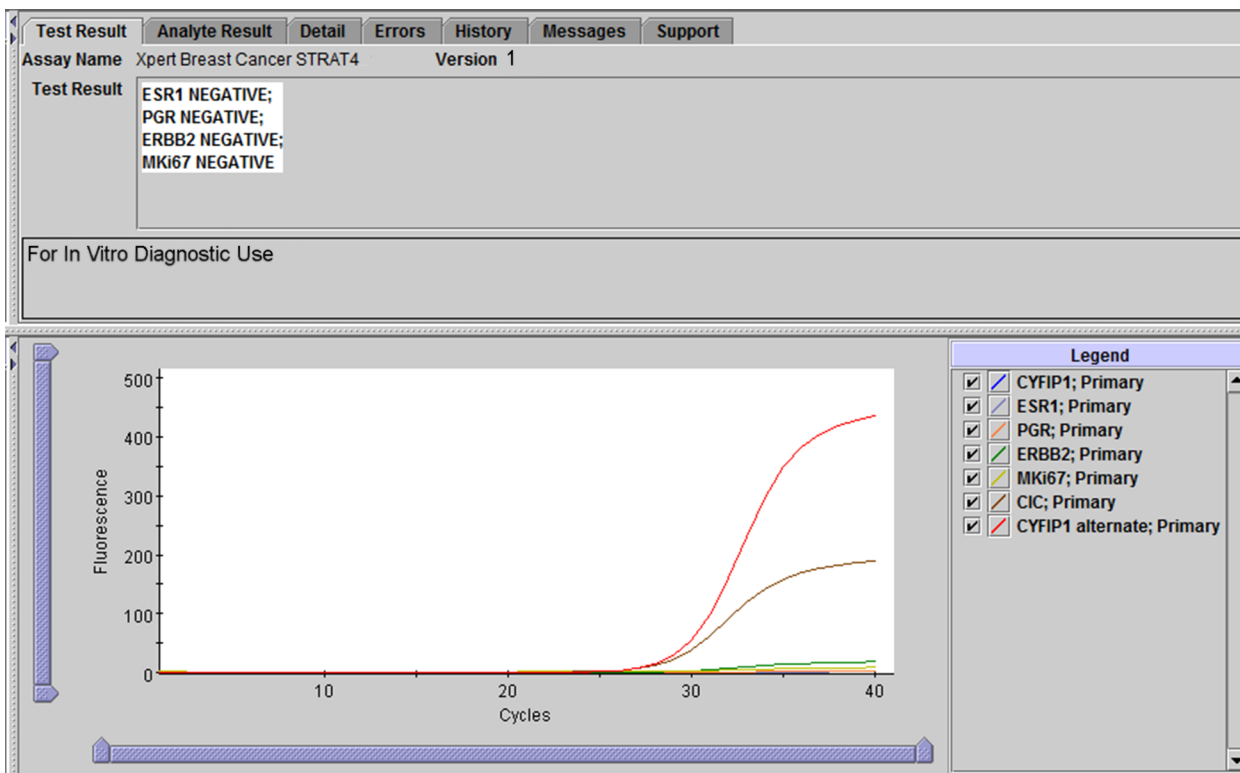 Test Result Analyte Result Detail Errors History Messages Support
Assay Name Xpert Breast Cancer STRAT4 Version 1
Test Result
ESR1 NEGATIVE;
PGR NEGATIVE;
ERBB2 NEGATIVE;
MKi67 NEGATIVE
For In Vitro Diagnostic Use
500
400
300
200
100
0
Fluorescence
10 20 30 40
Cycles
Legend
CYFIP1; Primary
ESR1; Primary
PGR; Primary
ERBB2; Primary
MKi67; Primary
CIC; Primary
CYFIP1 alternate; Primary